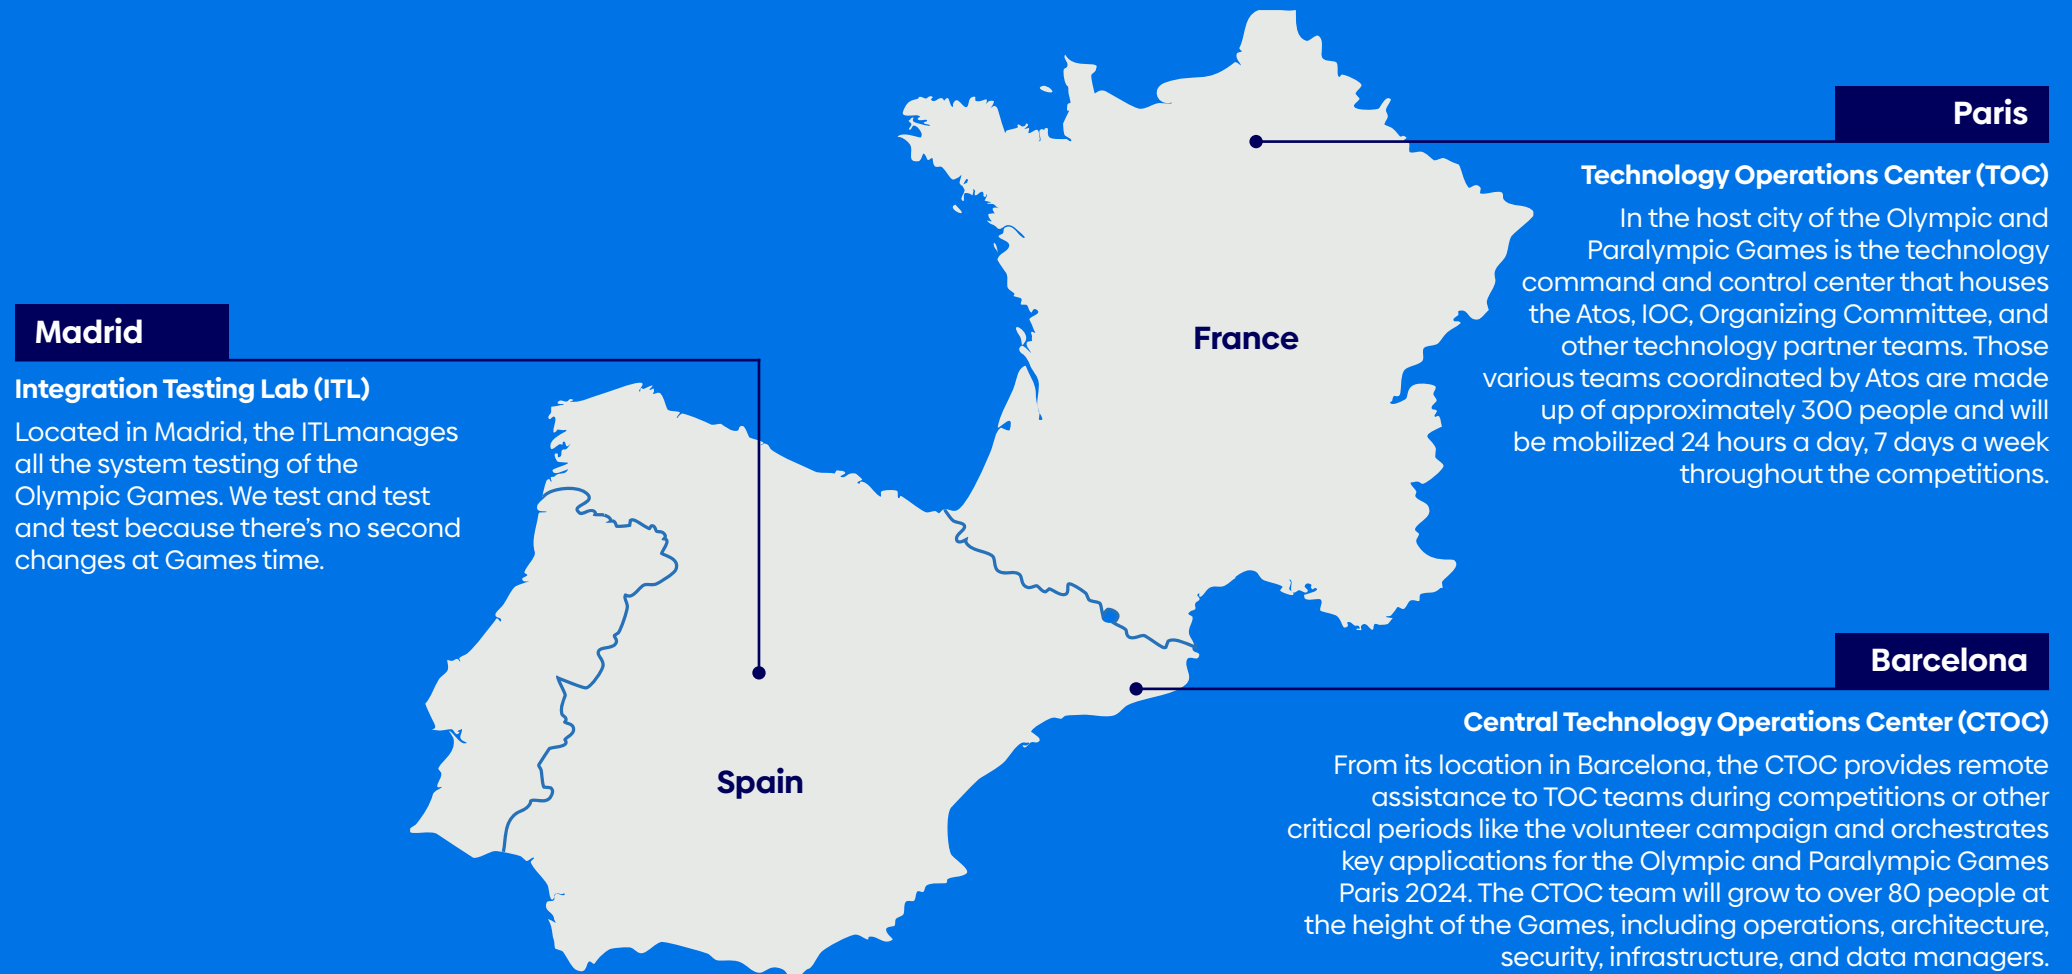 Paris
Technology Operations Center (TOC)
In the host city of the Olympic and
Paralympic Games is the technology
command and control center that houses
the Atos, IOC, Organizing Committee, and
other technology partner teams. Those
various teams coordinated by Atos are made
up of approximately 300 people and will
be mobilized 24 hours a day, 7 days a week
throughout the competitions.
France
Madrid
Integration Testing Lab (ITL)
Located in Madrid, the ITLmanages
all the system testing of the
Olympic Games. We test and test
and test because there’s no second
changes at Games time.
Spain
Barcelona
Central Technology Operations Center (CTOC)
From its location in Barcelona, the CTOC provides remote
assistance to TOC teams during competitions or other
critical periods like the volunteer campaign and orchestrates
key applications for the Olympic and Paralympic Games
Paris 2024. The CTOC team will grow to over 80 people at
the height of the Games, including operations, architecture,
security, infrastructure, and data managers.